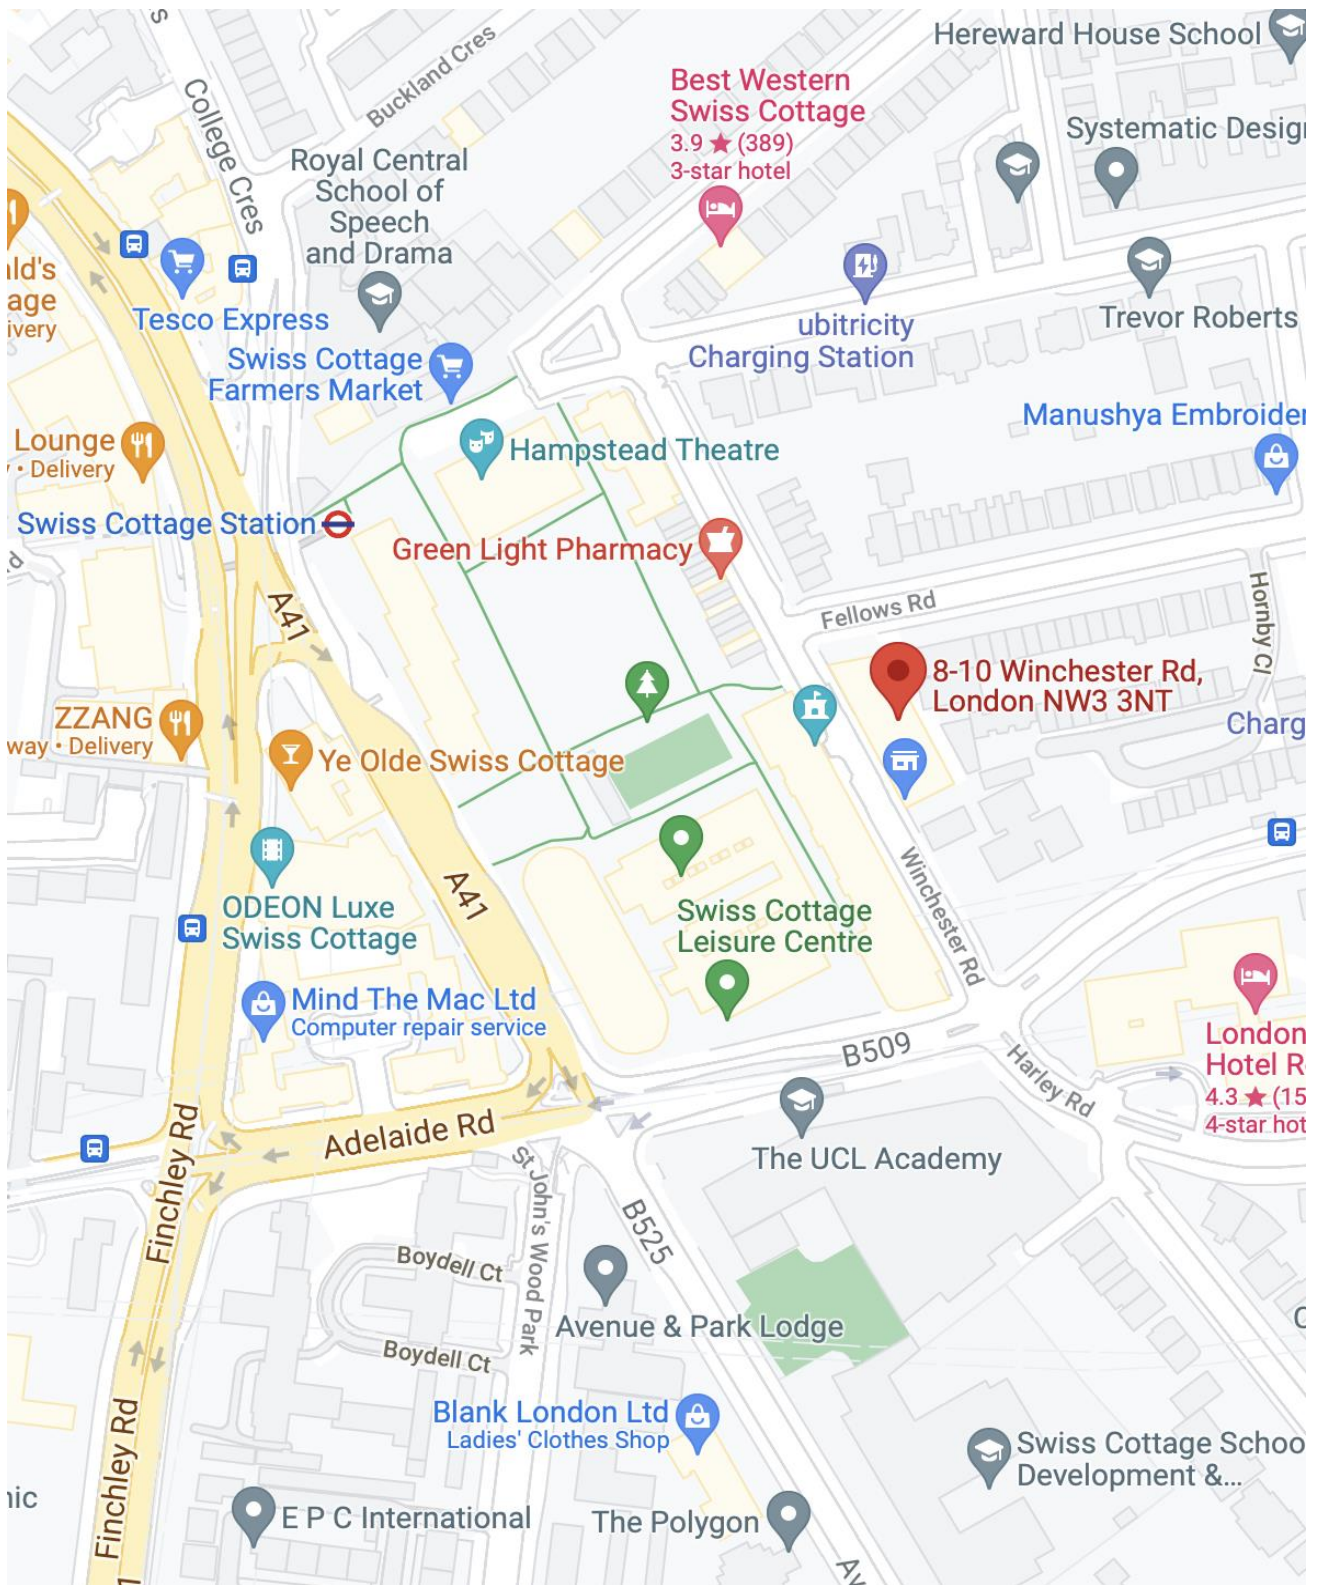 Hereward House School
College Cres
Buckland Cres
Best Western
Swiss Cottage
3.9 ★ (389)
3-star hotel
Systematic Desig
Royal Central
School of
Speech
and Drama
ald's
age
ivery
Tesco Express
ubitricity
Charging Station
Trevor Roberts
Swiss Cottage
Farmers Market
Manushya Embroider
Lounge
• Delivery
Hampstead Theatre
Swiss Cottage Station
Green Light Pharmacy
A41
Fellows Rd
Hornby Cl
8-10 Winchester Rd,
London NW3 3NT
ZZANG
way • Delivery
Charg
Ye Olde Swiss Cottage
A41
ODEON Luxe
Swiss Cottage
Swiss Cottage
Leisure Centre
Winchester Rd
Mind The Mac Ltd
Computer repair service
B509
London
Hotel R
4.3 ★ (15
4-star hot
Harley Rd
Adelaide Rd
Finchley Rd
The UCL Academy
St John's Wood Park
B525
Boydell Ct
Avenue & Park Lodge
Boydell Ct
Blank London Ltd
Ladies' Clothes Shop
Finchley Rd
Swiss Cottage Schoo
Development &...
nic
E P C International
The Polygon
Av